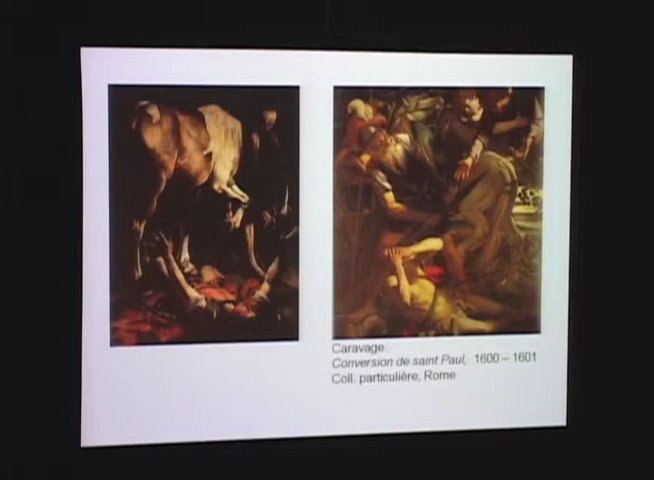 Caravage
Conversion de saint Paul, 1600 – 1601
Coll. particulière, Rome